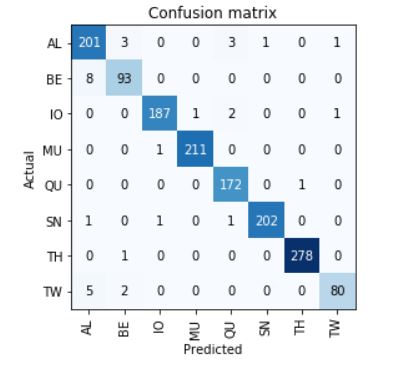 Confusion matrix
AL 201 3 0 0 3 1 0 1
BE 8 93 0 0 0 0 0 0
IO 0 0 187 1 2 0 0 1
MU 0 0 1 211 0 0 0 0
QU 0 0 0 0 172 0 1 0
SN 1 0 1 0 1 202 0 0
TH 0 1 0 0 0 0 278 0
TW 5 2 0 0 0 0 0 80
Actual
AL BE IO MU QU SN TH TW
Predicted